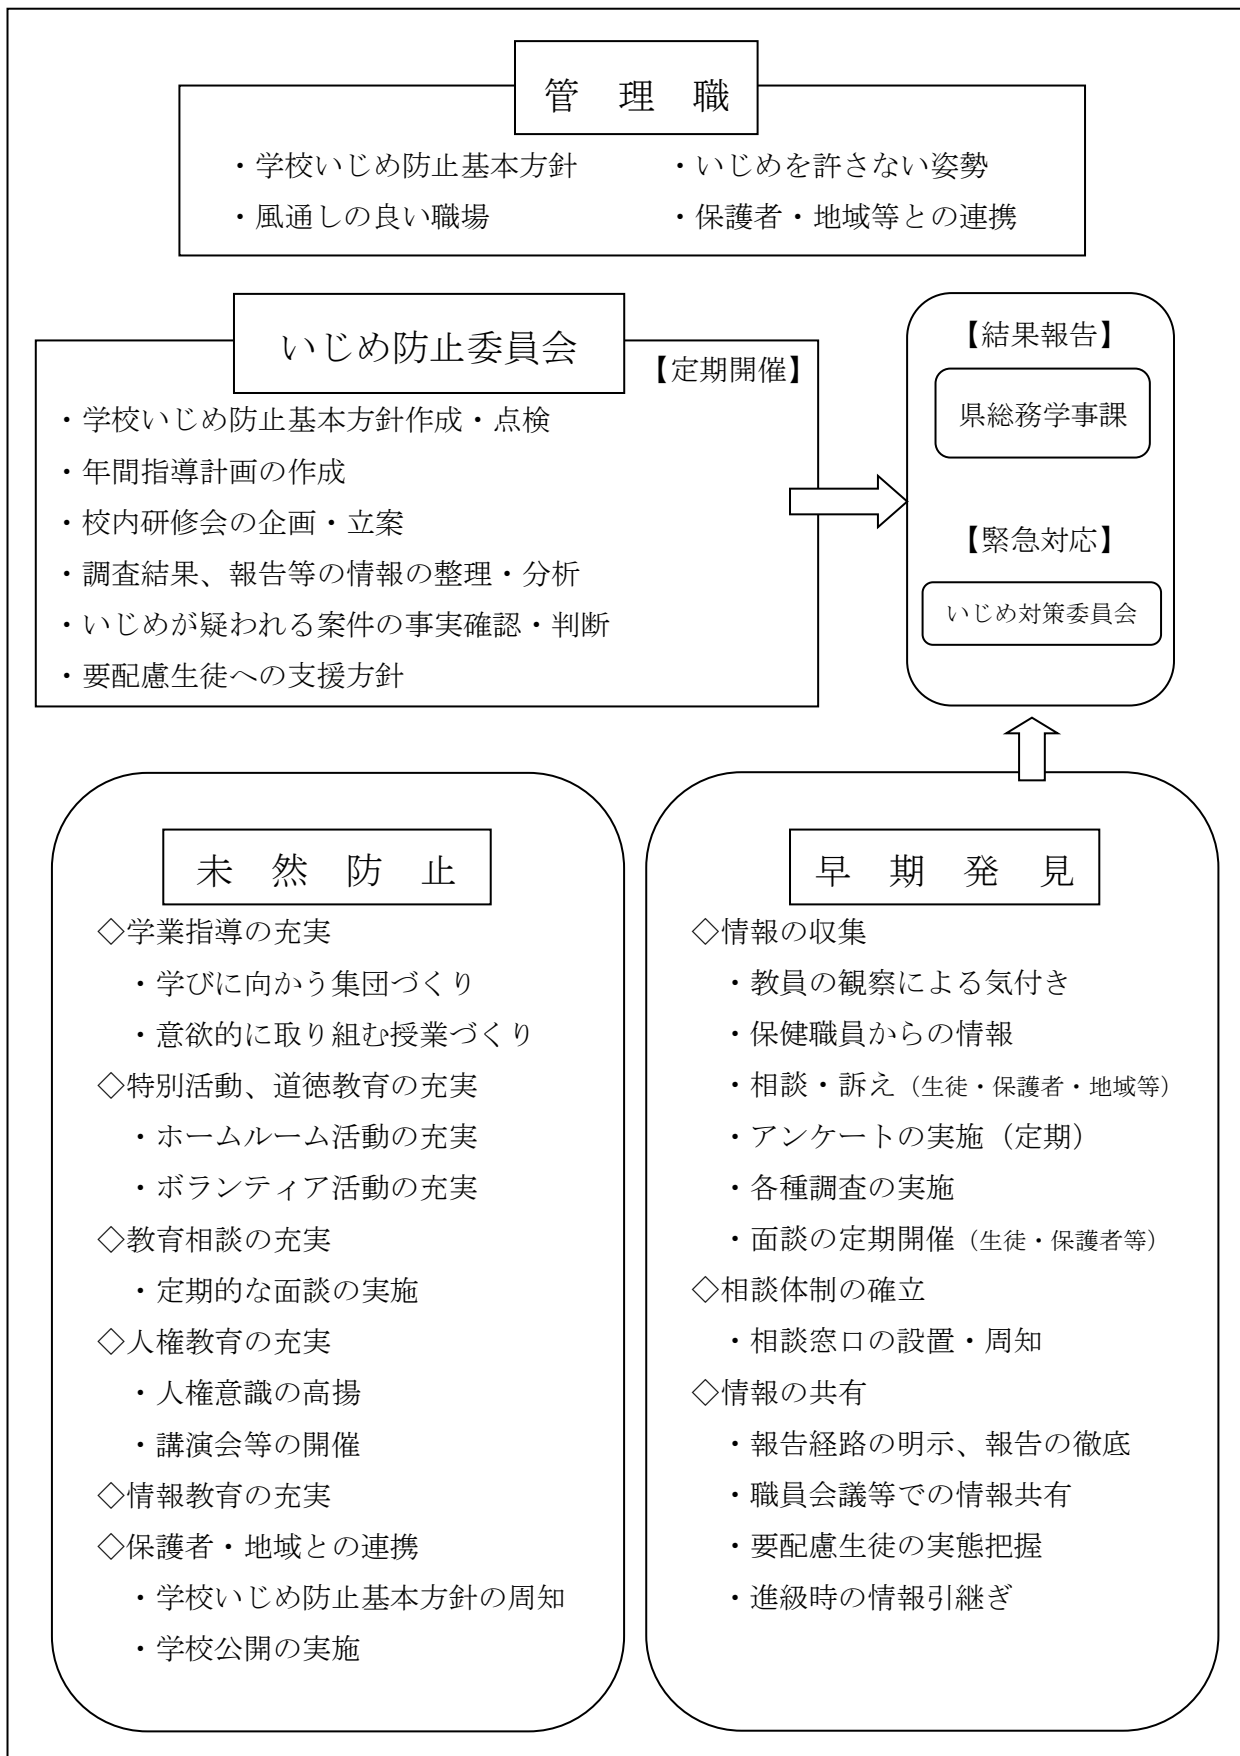 管　理　職
・学校いじめ防止基本方針　　・いじめを許さない姿勢
・風通しの良い職場　　・保護者・地域等との連携
いじめ防止委員会
【定期開催】
・学校いじめ防止基本方針作成・点検
・年間指導計画の作成
・校内研修会の企画・立案
・調査結果、報告等の情報の整理・分析
・いじめが疑われる案件の事実確認・判断
・要配慮生徒への支援方針
【結果報告】
県総務学事課
【緊急対応】
いじめ対策委員会
未　然　防　止
◇学業指導の充実
・学びに向かう集団づくり
・意欲的に取り組む授業づくり
◇特別活動、道徳教育の充実
・ホームルーム活動の充実
・ボランティア活動の充実
◇教育相談の充実
・定期的な面談の実施
◇人権教育の充実
・人権意識の高揚
・講演会等の開催
◇情報教育の充実
◇保護者・地域との連携
・学校いじめ防止基本方針の周知
・学校公開の実施
早　期　発　見
◇情報の収集
・教員の観察による気付き
・保健職員からの情報
・相談・訴え（生徒・保護者・地域等）
・アンケートの実施（定期）
・各種調査の実施
・面談の定期開催（生徒・保護者等）
◇相談体制の確立
・相談窓口の設置・周知
◇情報の共有
・報告経路の明示、報告の徹底
・職員会議等での情報共有
・要配慮生徒の実態把握
・進級時の情報引継ぎ